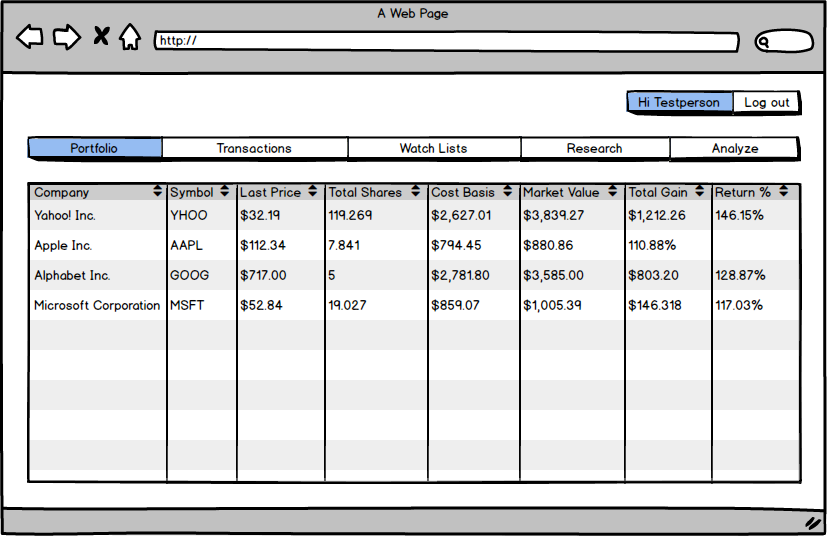 A Web Page
http://
Hi Testperson Log out
Portfolio Transactions Watch Lists Research Analyze
Company Symbol Last Price Total Shares Cost Basis Market Value Total Gain Return %
Yahoo! Inc. YHOO $32.19 119.269 $2,627.01 $3,839.27 $1,212.26 146.15%
Apple Inc. AAPL $112.34 7.841 $794.45 $880.86 110.88%
Alphabet Inc. GOOG $717.00 5 $2,781.80 $3,585.00 $803.20 128.87%
Microsoft Corporation MSFT $52.84 19.027 $859.07 $1,005.39 $146.318 117.03%